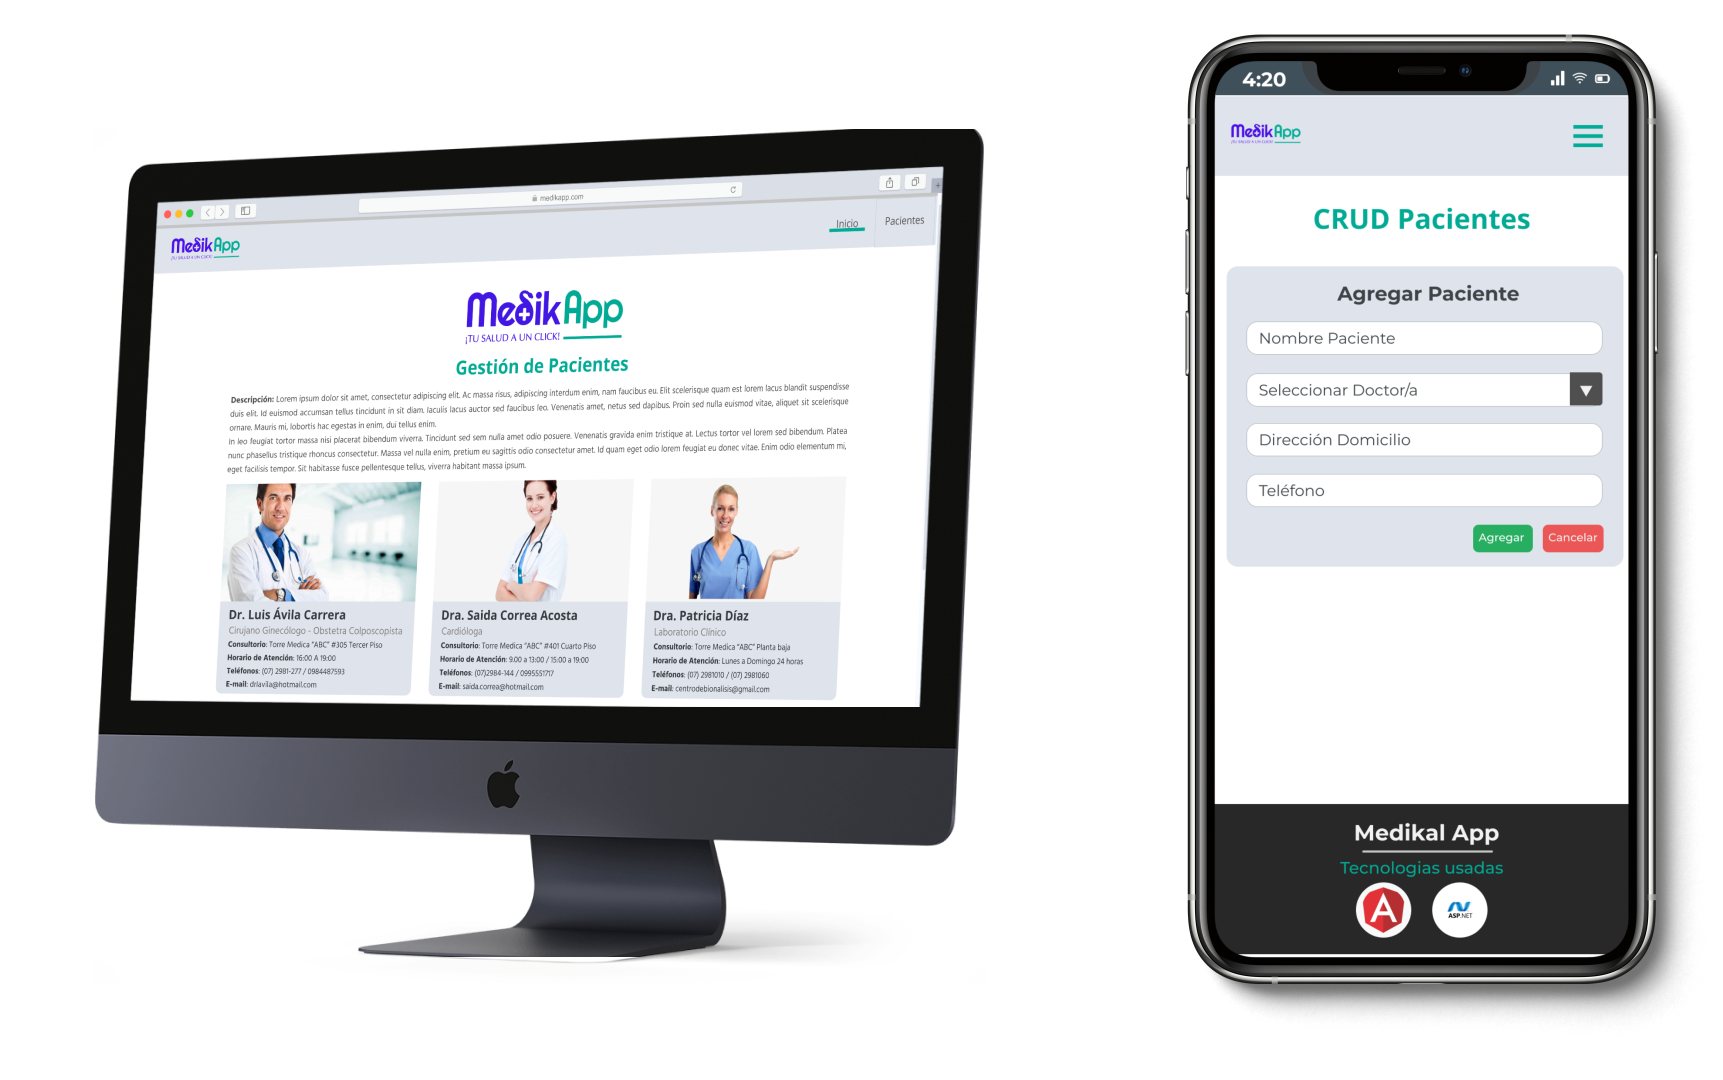 medikapp.com
MedikApp
¡TU SALUD A UN CLICK!
Inicio
Pacientes
MedikApp
¡TU SALUD A UN CLICK!
Gestión de Pacientes
Descripción: Lorem ipsum dolor sit amet, consectetur adipiscing elit. Ac massa risus, adipiscing interdum enim, nam faucibus eu. Elit scelerisque quam est lorem lacus blandit suspendisse
duis elit. Id euismod accumsan tellus tincidunt in sit diam. Iaculis lacus auctor sed faucibus leo. Venenatis amet, netus sed dapibus. Proin sed nulla euismod vitae, aliquet sit scelerisque
ornare. Mauris mi, lobortis hac egestas in enim, dui tellus enim.
In leo feugiat tortor massa nisi placerat bibendum viverra. Tincidunt sed sem nulla amet odio posuere. Venenatis gravida enim tristique at. Lectus tortor vel lorem sed bibendum. Platea
nunc phasellus tristique rhoncus consectetur. Massa vel nulla enim, pretium eu sagittis odio consectetur amet. Id quam eget odio lorem feugiat eu donec vitae. Enim odio elementum mi,
eget facilisis tempor. Sit habitasse fusce pellentesque tellus, viverra habitant massa ipsum.
Dr. Luis Ávila Carrera
Cirujano Ginecólogo - Obstetra Colposcopista
Consultorio: Torre Medica "ABC" #305 Tercer Piso
Horario de Atención: 16:00 A 19:00
Teléfonos: (07) 2981-277 / 0984487593
E-mail: drlavila@hotmail.com
Dra. Saida Correa Acosta
Cardióloga
Consultorio: Torre Medica "ABC" #401 Cuarto Piso
Horario de Atención: 9.00 a 13:00 / 15:00 a 19:00
Teléfonos: (07)2984-144 / 0995551717
E-mail: saida.correa@hotmail.com
Dra. Patricia Díaz
Laboratorio Clínico
Consultorio: Torre Medica "ABC" Planta baja
Horario de Atención: Lunes a Domingo 24 horas
Teléfonos: (07) 2981010 / (07) 2981060
E-mail: centrodebionalisis@gmail.com
4:20
MedikApp
¡TU SALUD A UN CLICK!
CRUD Pacientes
Agregar Paciente
Nombre Paciente
Seleccionar Doctor/a
Dirección Domicilio
Teléfono
Agregar
Cancelar
Medikal App
Tecnologias usadas
A
ASP.NET